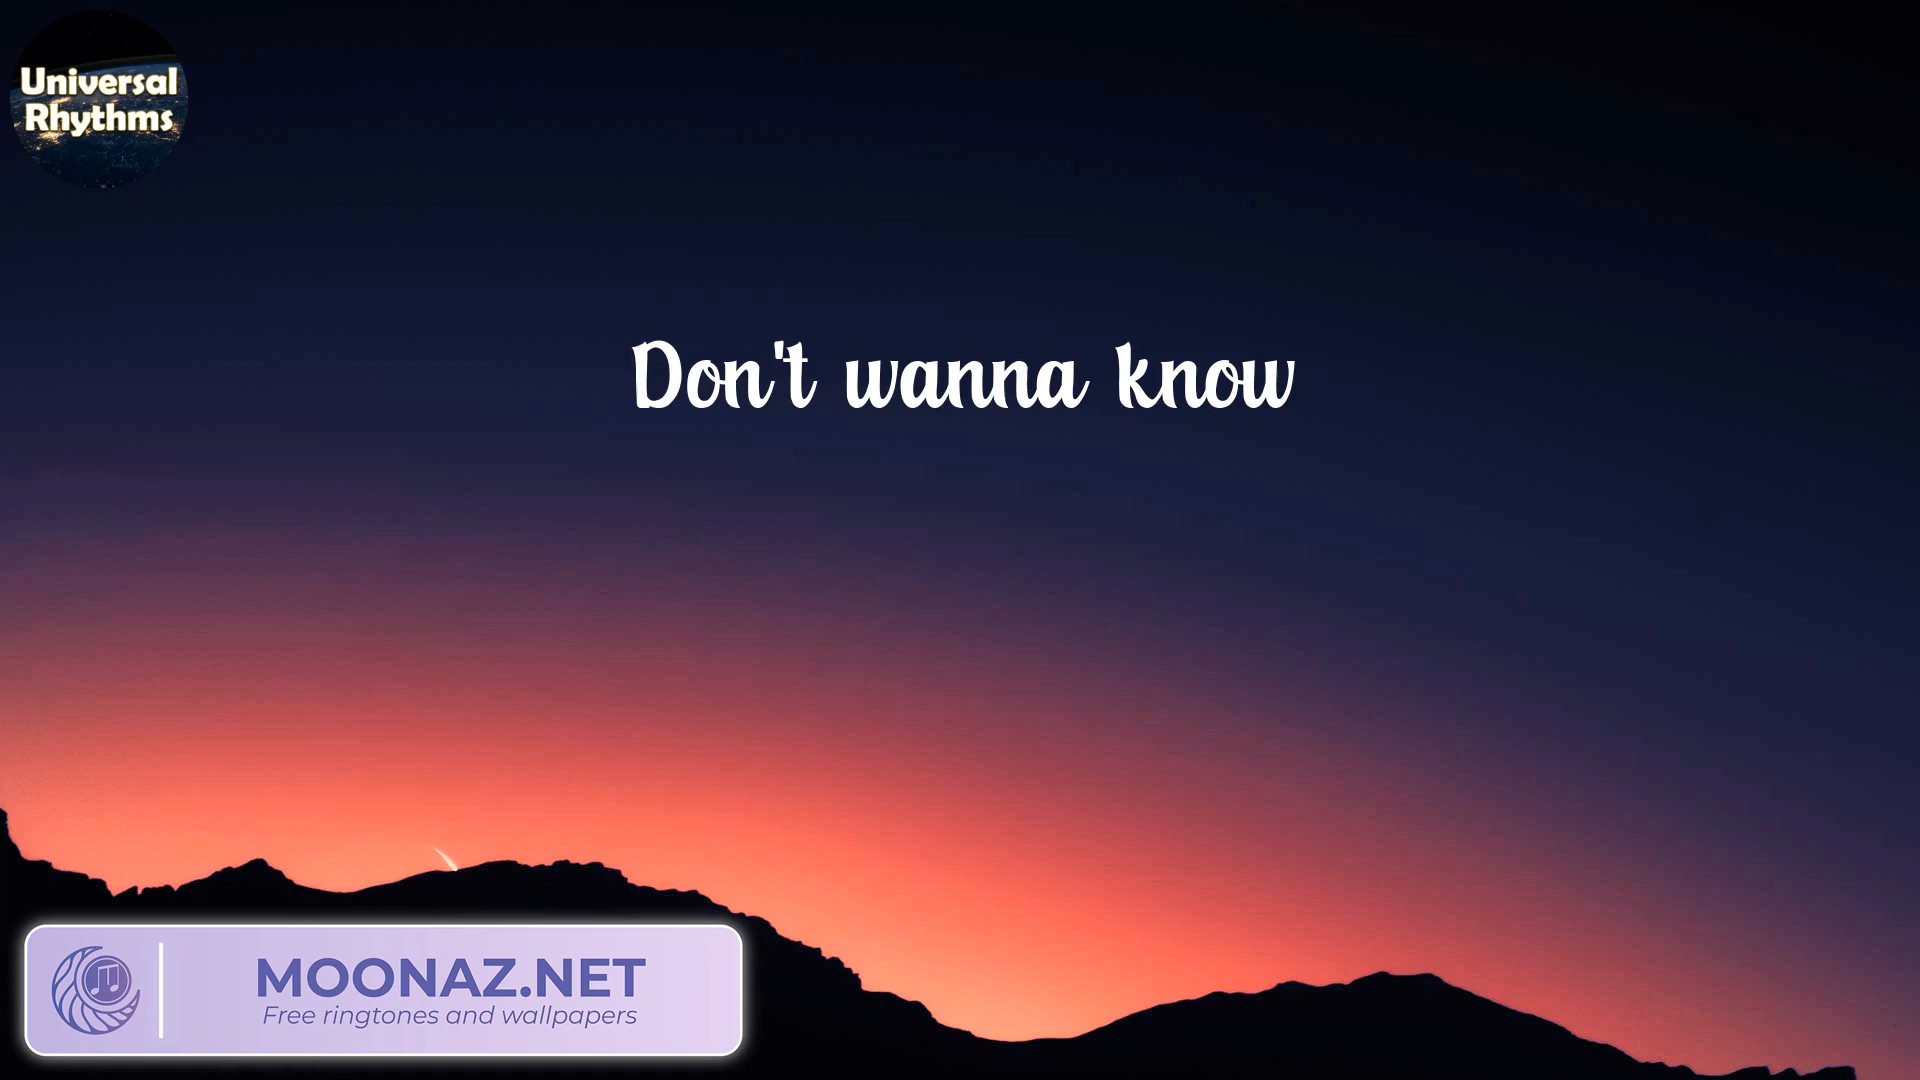 Universal
Rhythms
Don't wanna know
MOONAZ.NET
Free ringtones and wallpapers